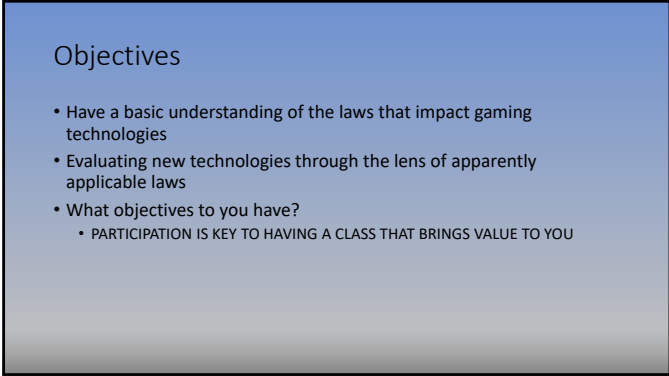 Objectives
• Have a basic understanding of the laws that impact gaming
technologies
• Evaluating new technologies through the lens of apparently
applicable laws
• What objectives to you have?
• PARTICIPATION IS KEY TO HAVING A CLASS THAT BRINGS VALUE TO YOU